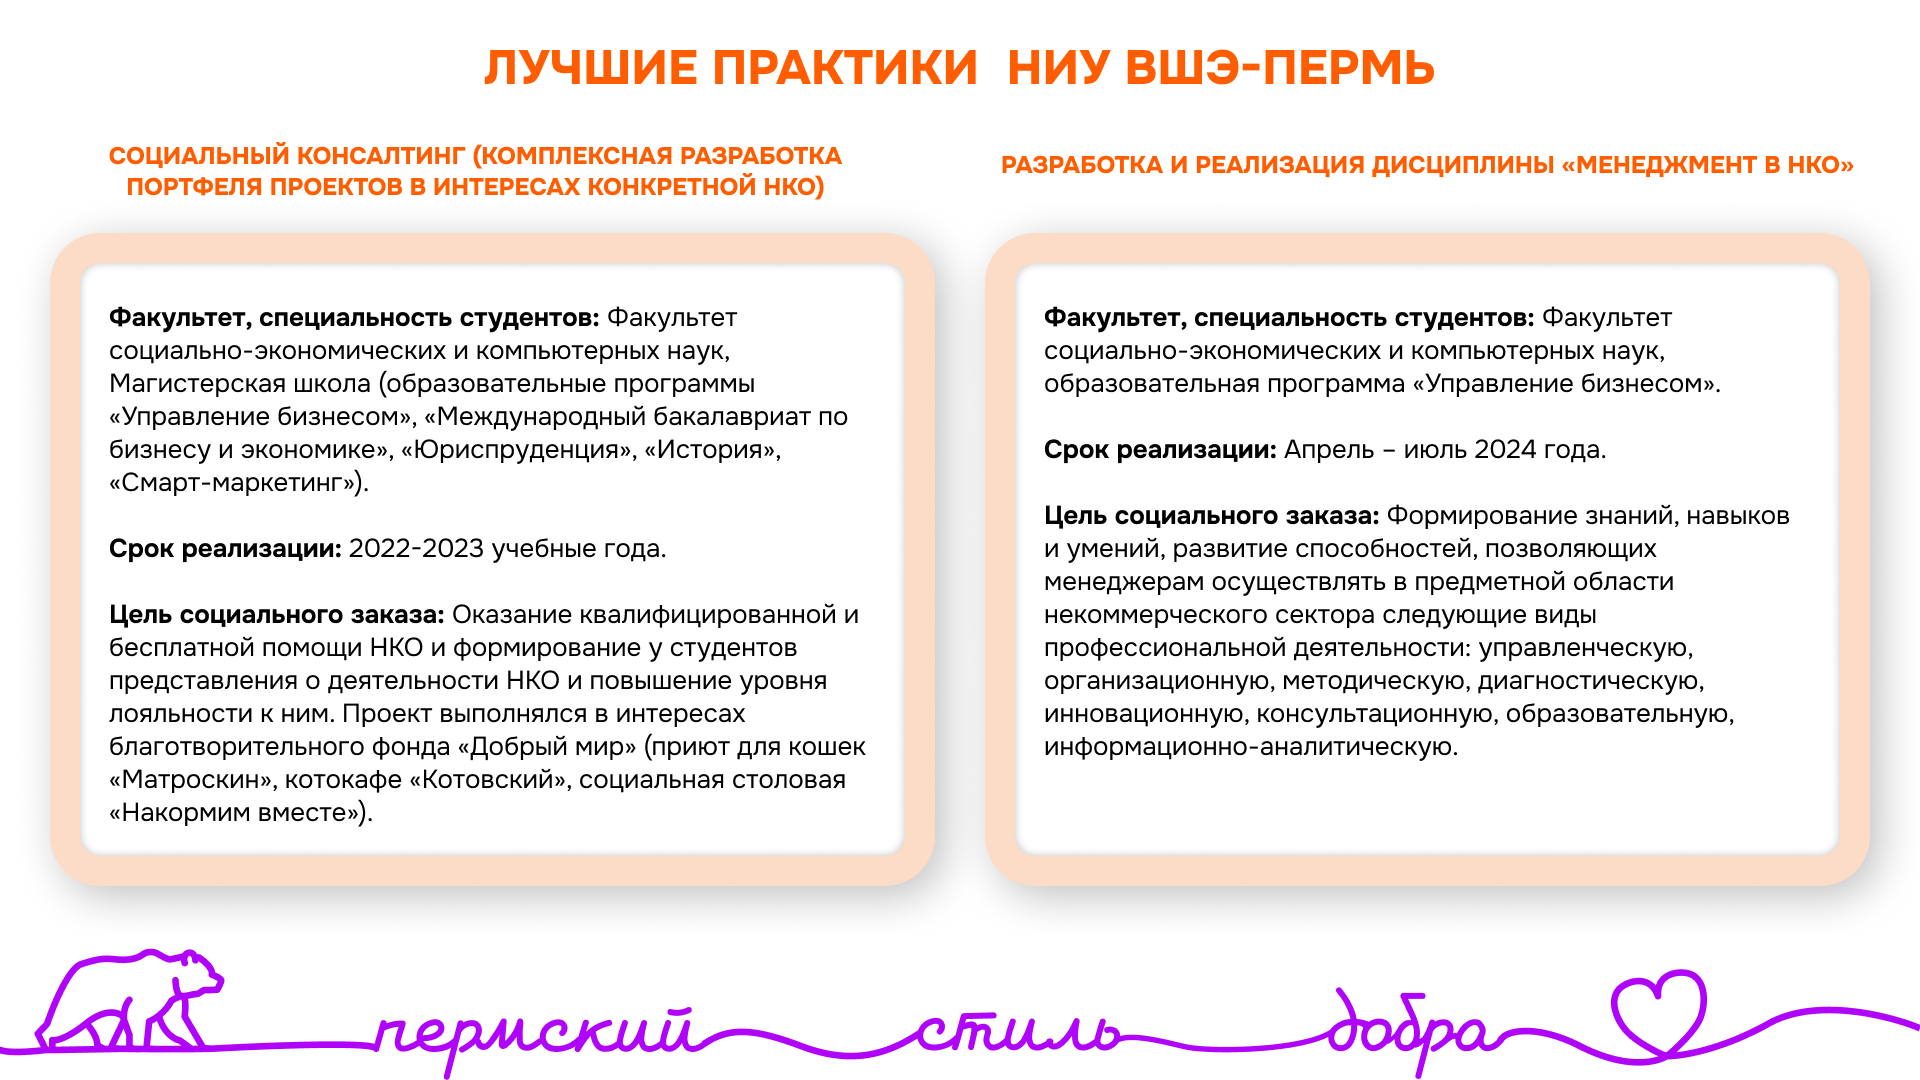 ЛУЧШИЕ ПРАКТИКИ  НИУ ВШЭ-ПЕРМЬ
СОЦИАЛЬНЫЙ КОНСАЛТИНГ (КОМПЛЕКСНАЯ РАЗРАБОТКА
ПОРТФЕЛЯ ПРОЕКТОВ В ИНТЕРЕСАХ КОНКРЕТНОЙ НКО)
Факультет, специальность студентов: Факультет
социально-экономических и компьютерных наук,
Магистерская школа (образовательные программы
«Управление бизнесом», «Международный бакалавриат по
бизнесу и экономике», «Юриспруденция», «История»,
«Смарт-маркетинг»).
Срок реализации: 2022-2023 учебные года.
Цель социального заказа: Оказание квалифицированной и
бесплатной помощи НКО и формирование у студентов
представления о деятельности НКО и повышение уровня
лояльности к ним. Проект выполнялся в интересах
благотворительного фонда «Добрый мир» (приют для кошек
«Матроскин», котокафе «Котовский», социальная столовая
«Накормим вместе»).
РАЗРАБОТКА И РЕАЛИЗАЦИЯ ДИСЦИПЛИНЫ «МЕНЕДЖМЕНТ В НКО»
Факультет, специальность студентов: Факультет
социально-экономических и компьютерных наук,
образовательная программа «Управление бизнесом».
Срок реализации: Апрель – июль 2024 года.
Цель социального заказа: Формирование знаний, навыков
и умений, развитие способностей, позволяющих
менеджерам осуществлять в предметной области
некоммерческого сектора следующие виды
профессиональной деятельности: управленческую,
организационную, методическую, диагностическую,
инновационную, консультационную, образовательную,
информационно-аналитическую.
пермский стиль добра